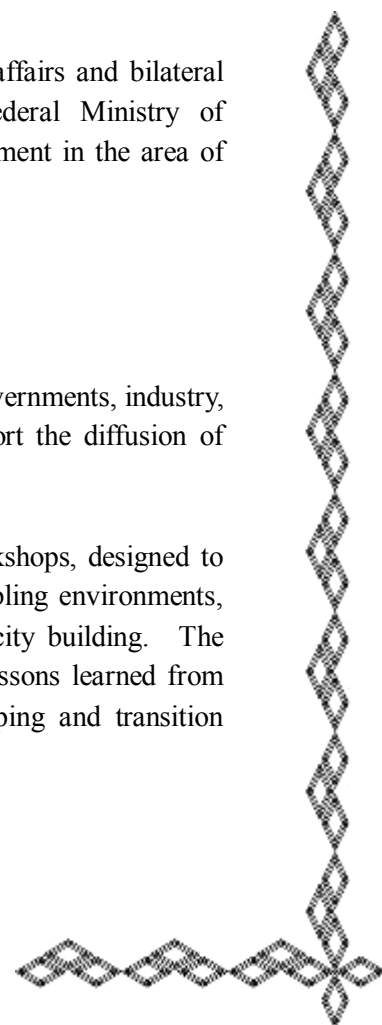 affairs and bilateral
ederal Ministry of
ment in the area of
vernments, industry,
ort the diffusion of
kshops, designed to
bling environments,
city building. The
essons learned from
ping and transition